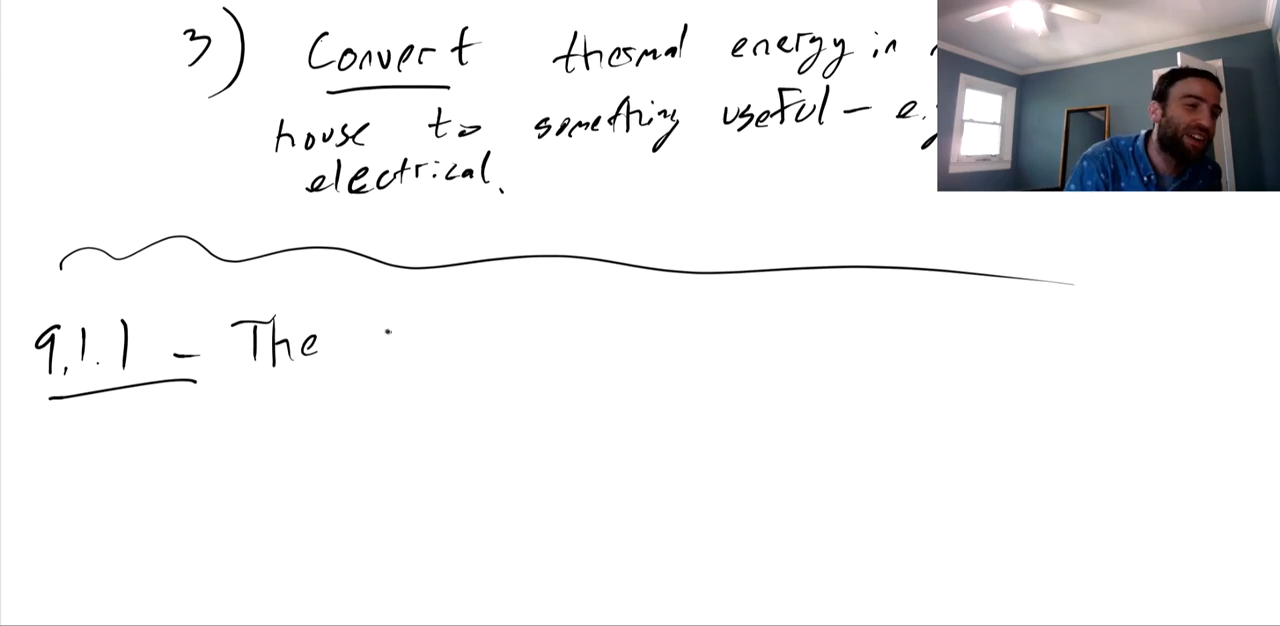 3) Convert thermal energy in
house to something useful - e.g
electrical.
9.1.1 - The